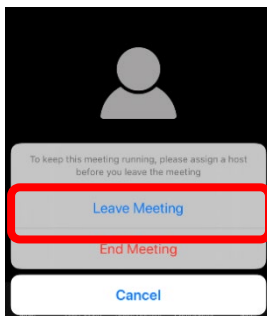 To keep this meeting running, please assign a host
before you leave the meeting
Leave Meeting
End Meeting
Cancel